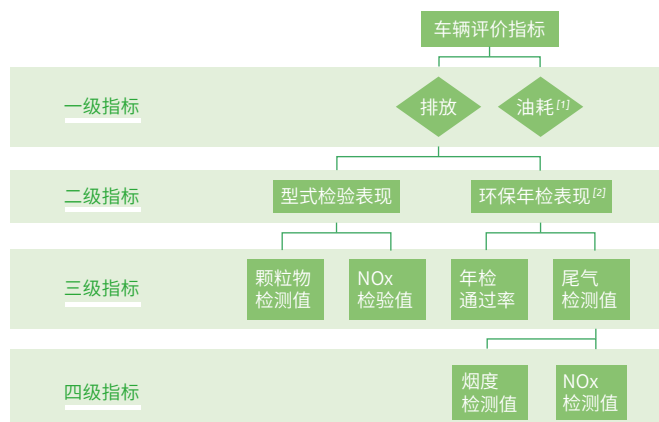 车辆评价指标
一级指标
排放
油耗[1]
二级指标
型式检验表现
环保年检表现[2]
三级指标
颗粒物
检测值
NOx
检验值
年检
通过率
尾气
检测值
四级指标
烟度
检测值
NOx
检测值